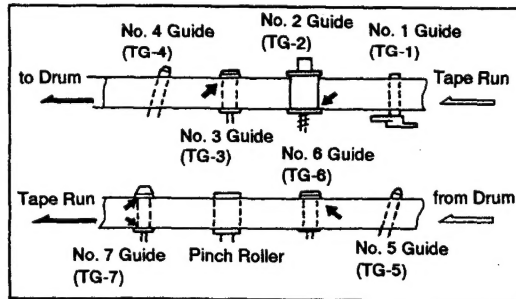 No. 4 Guide
(TG-4)
No. 2 Guide
(TG-2)
No. 1 Guide
(TG-1)
to Drum
Tape Run
No. 3 Guide
(TG-3)
No. 6 Guide
(TG-6)
Tape Run
from Drum
No. 7 Guide
(TG-7)
Pinch Roller
No. 5 Guide
(TG-5)